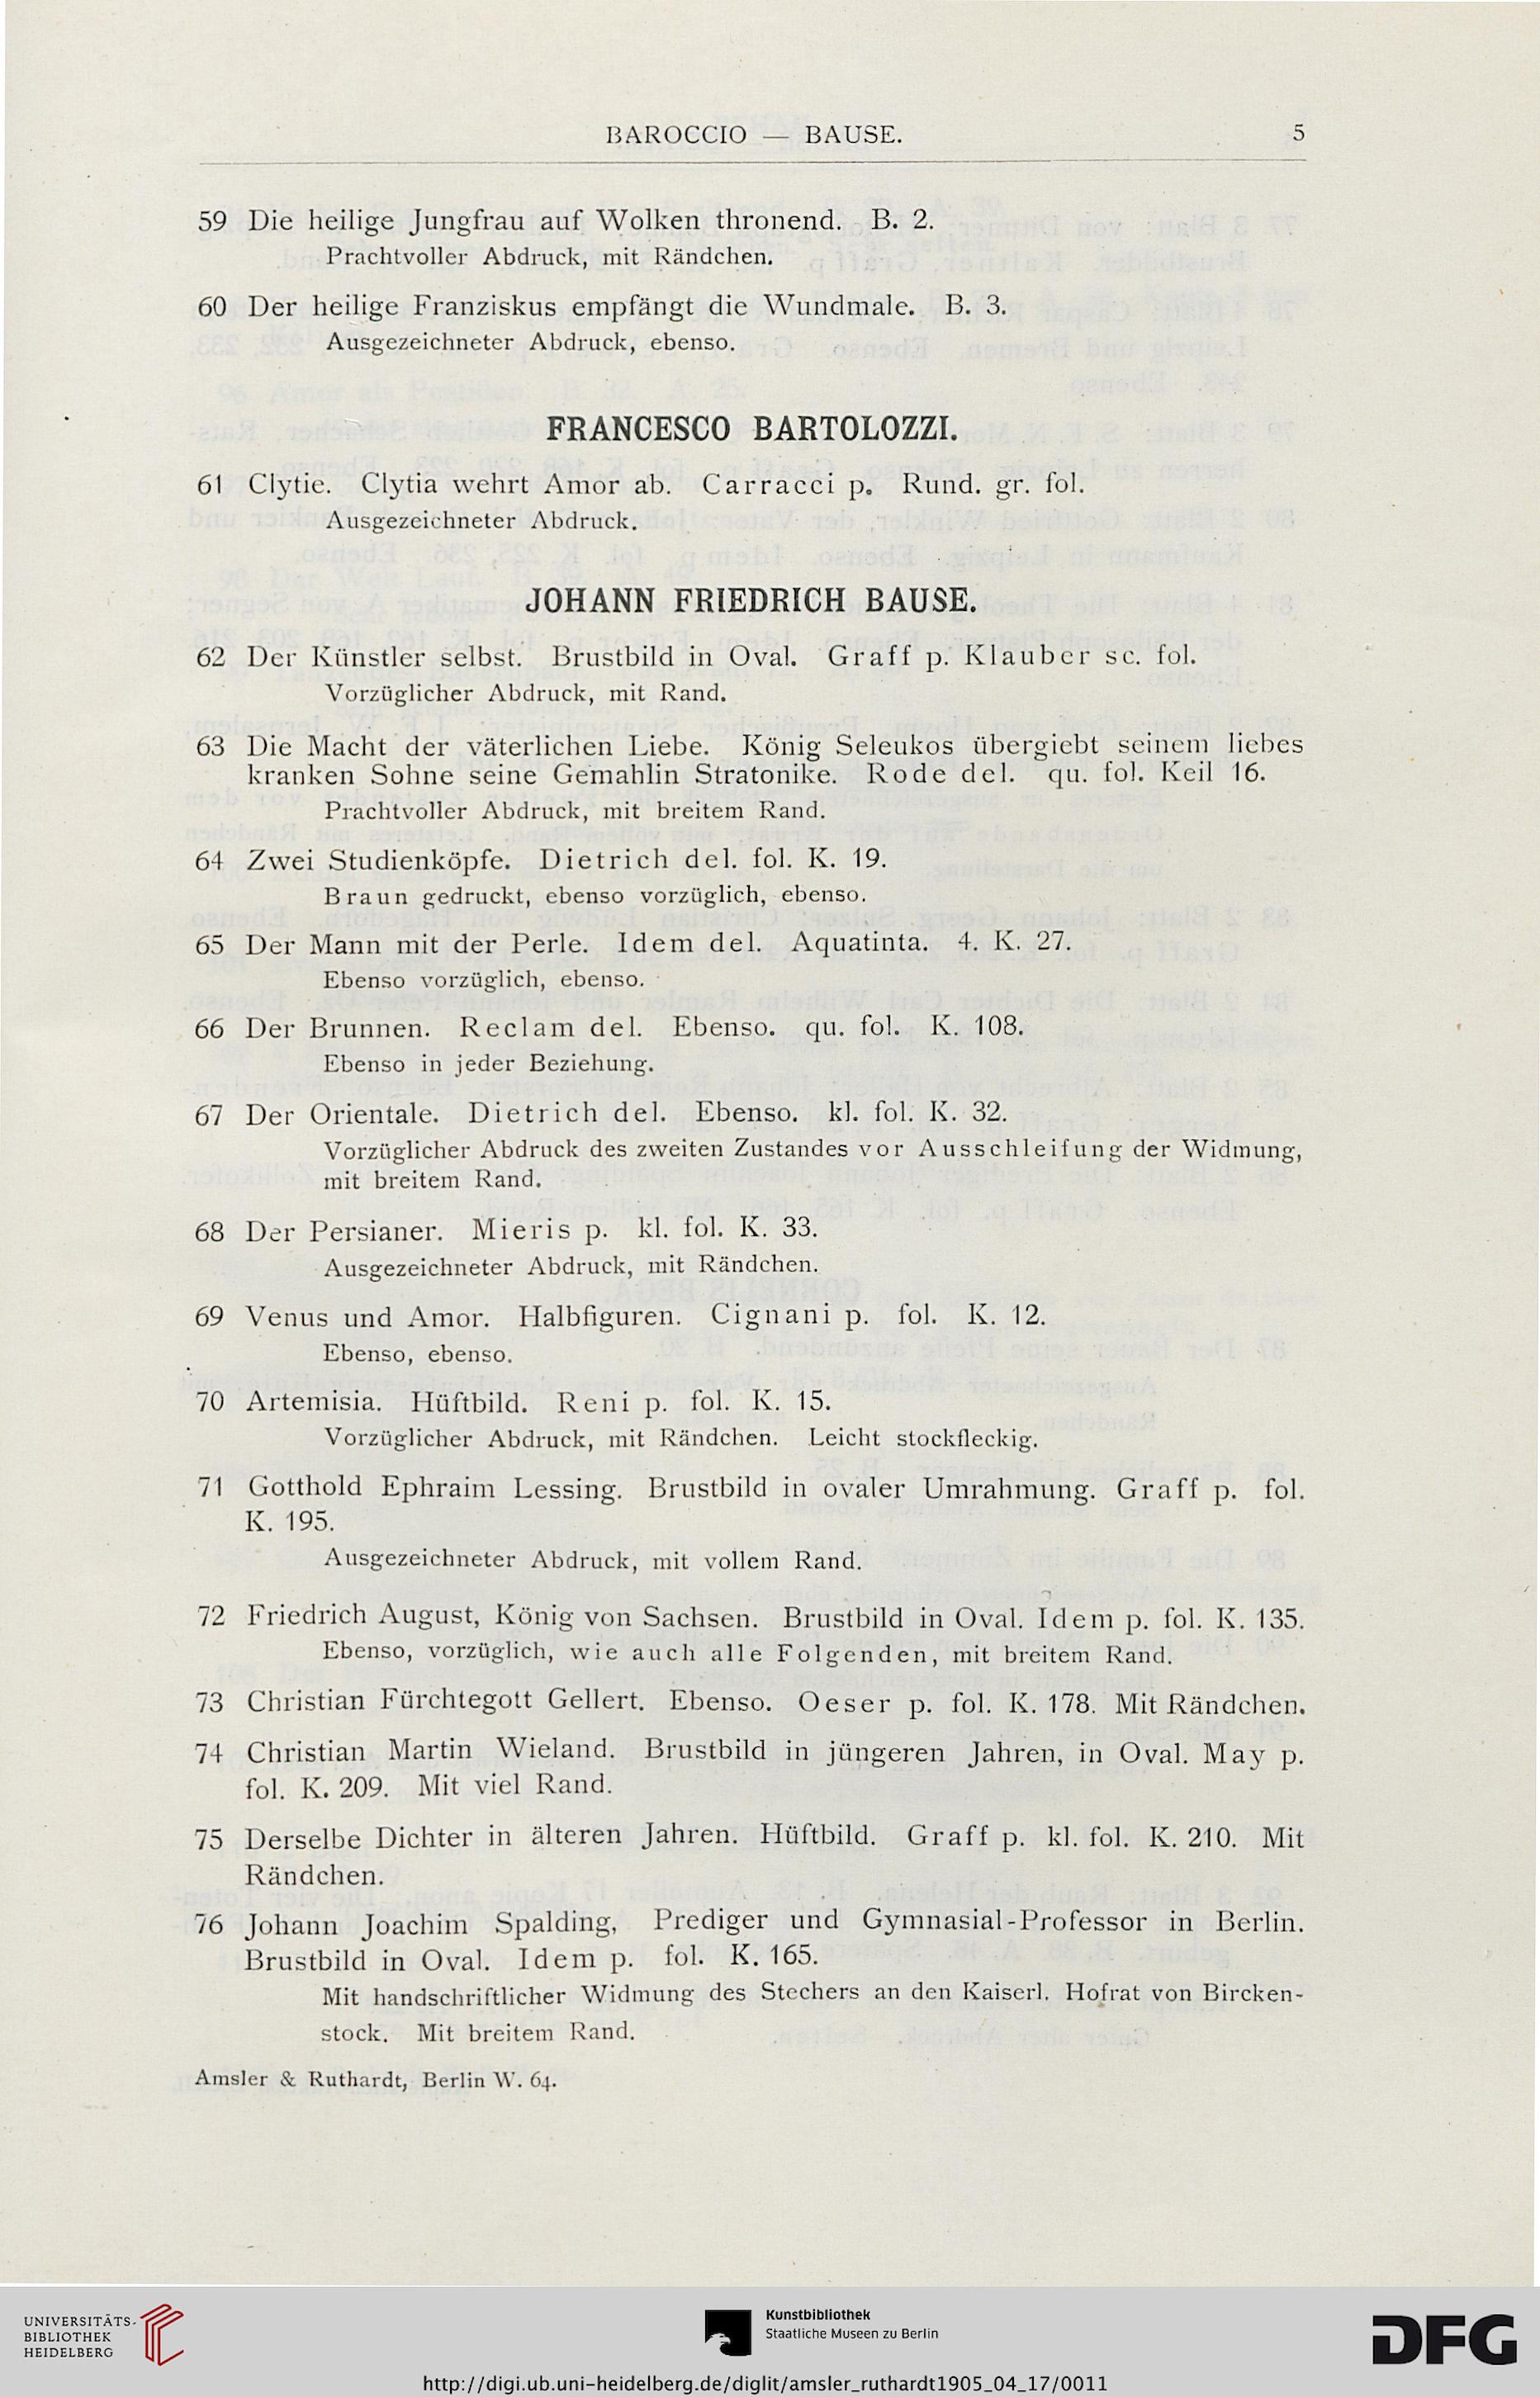 BAROCCIO — BAUSE. 5
59 Die heilige Jungfrau auf Wolken thronend. B. 2.
Prachtvoller Abdruck, mit Rändchen.
60 Der heilige Franziskus empfängt die Wundmale. B. 3.
Ausgezeichneter Abdruck, ebenso.
FRANCESCO BARTOLOZZI.
61 Clytie. Clytia wehrt Amor ab. Carracci p. Rund. gr. fol.
Ausgezeichneter Abdruck.
JOHANN FRIEDRICH BAUSE.
62 Der Künstler selbst. Brustbild in Oval. Graff p. Klauber sc. fol.
Vorzüglicher Abdruck, mit Rand.
63 Die Macht der väterlichen Liebe. König Seleukos übergiebt seinem liebes
kranken Sohne seine Gemahlin Stratonike. Rode del. qu. fol. Keil 16.
Prachtvoller Abdruck, mit breitem Rand.
64 Zwei Studienköpfe. Dietrich del. fol. K. 19.
Braun gedruckt, ebenso vorzüglich, ebenso.
65 Der Mann mit der Perle. Idem del. Aquatinta. 4. K. 27.
Ebenso vorzüglich, ebenso.
66 Der Brunnen. Reclam del. Ebenso. qu. fol. K. 108.
Ebenso in jeder Beziehung.
67 Der Orientale. Dietrich del. Ebenso. kl. fol. K. 32.
Vorzüglicher Abdruck des zweiten Zustandes vor Ausschleifung der Widmung,
mit breitem Rand.
68 Der Persianer. Mieris p. kl. fol. K. 33.
Ausgezeichneter Abdruck, mit Rändchen.
69 Venus und Amor. Halbfiguren. Cignani p. fol. K. 12.
Ebenso, ebenso.
70 Artemisia. Hüftbild. Reni p. fol. K. 15.
Vorzüglicher Abdruck, mit Rändchen. Leicht stockfleckig.
71 Gotthold Ephraim Lessing. Brustbild in ovaler Umrahmung. Graff p. fol.
K. 195.
Ausgezeichneter Abdruck, mit vollem Rand.
72 Friedrich August, König von Sachsen. Brustbild in Oval. Idem p. fol. K. 135.
Ebenso, vorzüglich, wie auch alle Folgenden, mit breitem Rand.
73 Christian Fürchtegott Gellert. Ebenso. Oeser p. fol. K. 178. Mit Rändchen.
74 Christian Martin Wieland. Brustbild in jüngeren Jahren, in Oval. May p.
fol. K. 209. Mit viel Rand.
75 Derselbe Dichter in älteren Jahren. Hüftbild. Graff p. kl. fol. K. 210. Mit
Rändchen.
76 Johann Joachim Spalding, Prediger und Gymnasial-Professor in Berlin.
Brustbild in Oval. Idem p. fol. K. 165.
Mit handschriftlicher Widmung des Stechers an den Kaiserl. Hofrat von Bircken-
stock. Mit breitem Rand.
Amsler & Ruthardt, Berlin W. 64.
UNIVERSITÄTS-
BIBLIOTHEK
HEIDELBERG
Kunstbibliothek
Staatliche Museen zu Berlin
DFG
http://digi.ub.uni-heidelberg.de/diglit/amsler_ruthardt1905_04_17/0011